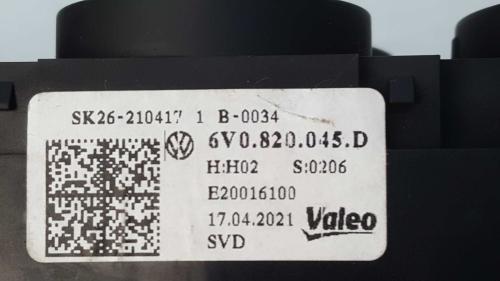 SK26-210417 1 B-0034
6V0.820.045.D
H:H02 S:0206
E20016100
17.04.2021 Valeo
SVD